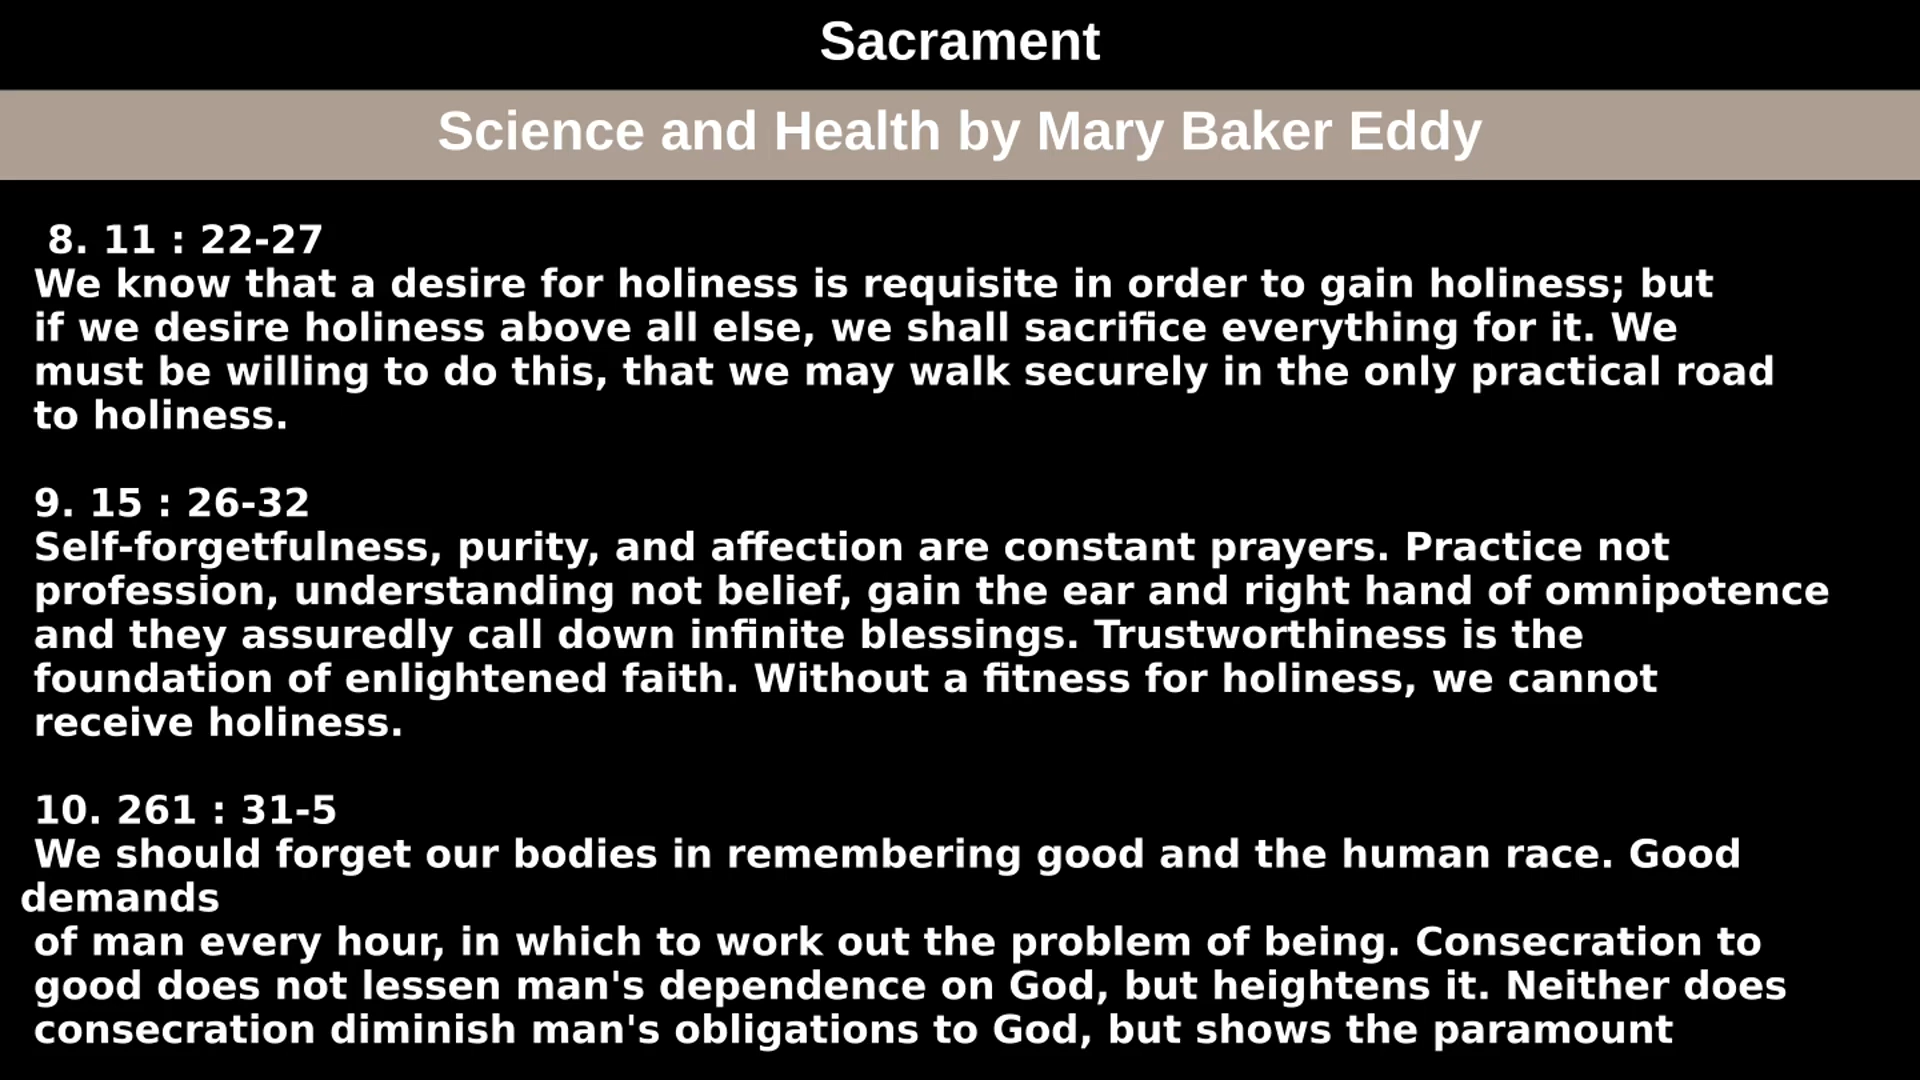 Sacrament
Science and Health by Mary Baker Eddy
8. 11 : 22-27
We know that a desire for holiness is requisite in order to gain holiness; but
if we desire holiness above all else, we shall sacrifice everything for it. We
must be willing to do this, that we may walk securely in the only practical road
to holiness.
9. 15 : 26-32
Self-forgetfulness, purity, and affection are constant prayers. Practice not
profession, understanding not belief, gain the ear and right hand of omnipotence
and they assuredly call down infinite blessings. Trustworthiness is the
foundation of enlightened faith. Without a fitness for holiness, we cannot
receive holiness.
10. 261 : 31-5
We should forget our bodies in remembering good and the human race. Good
demands
of man every hour, in which to work out the problem of being. Consecration to
good does not lessen man's dependence on God, but heightens it. Neither does
consecration diminish man's obligations to God, but shows the paramount